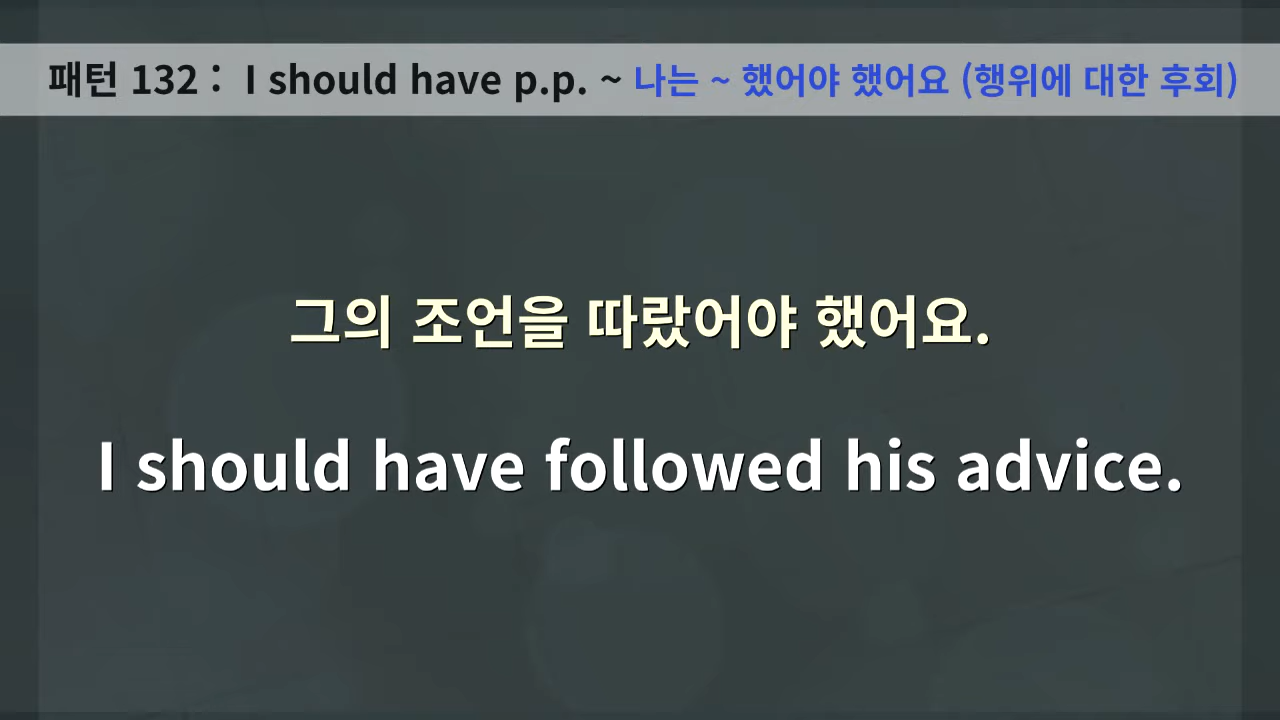 패턴 132 : I should have p.p. ~ 나는 ~ 했어야 했어요 (행위에 대한 후회)
그의 조언을 따랐어야 했어요.
I should have followed his advice.